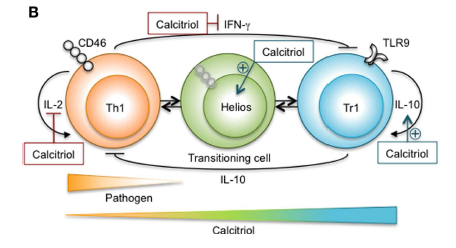 B
Calcitriol
IFN-γ
CD46
Calcitriol
TLR9
IL-2
Th1
Helios
Tr1
IL-10
Calcitriol
Transitioning cell
Calcitriol
IL-10
Pathogen
Calcitriol